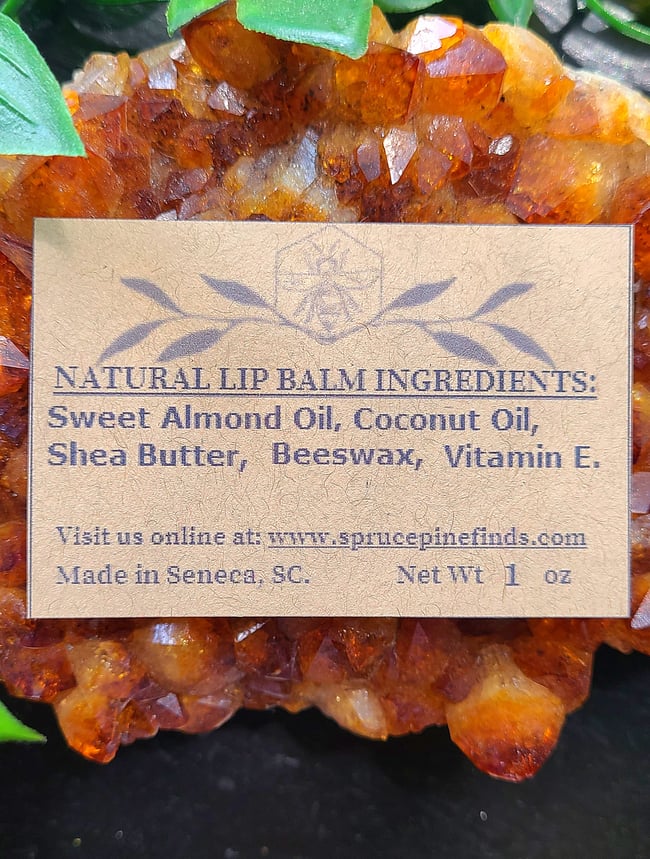 NATURAL LIP BALM INGREDIENTS:
Sweet Almond Oil, Coconut Oil,
Shea Butter, Beeswax, Vitamin E.
Visit us online at: www.sprucepinefinds.com
Made in Seneca, SC. Net Wt 1 oz